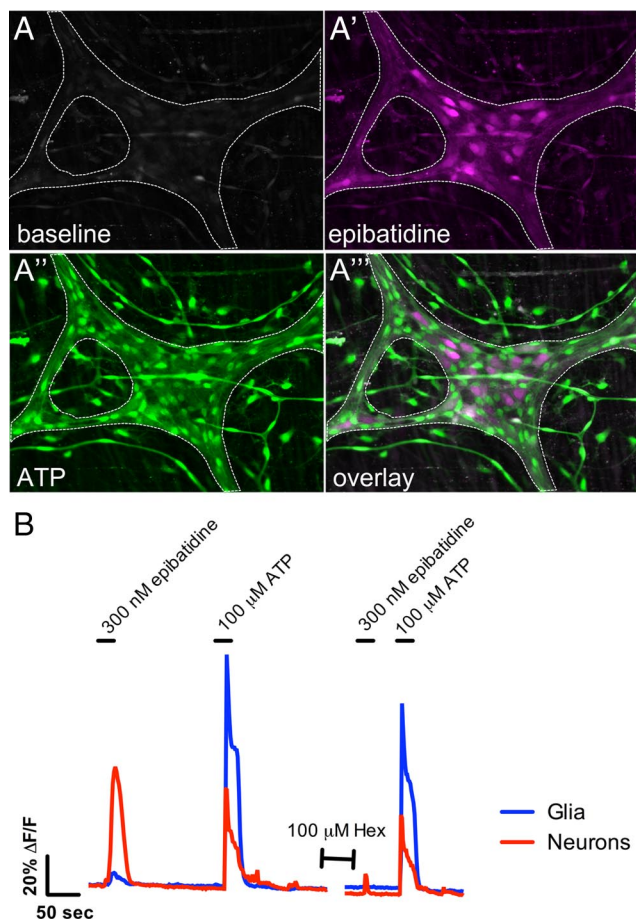 A
baseline
A'
epibatidine
A''
ATP
A'''
overlay
B
300 nM epibatidine
100 μM ATP
300 nM epibatidine
100 μM ATP
100 μM Hex
Glia
Neurons
20% ΔF/F
50 sec